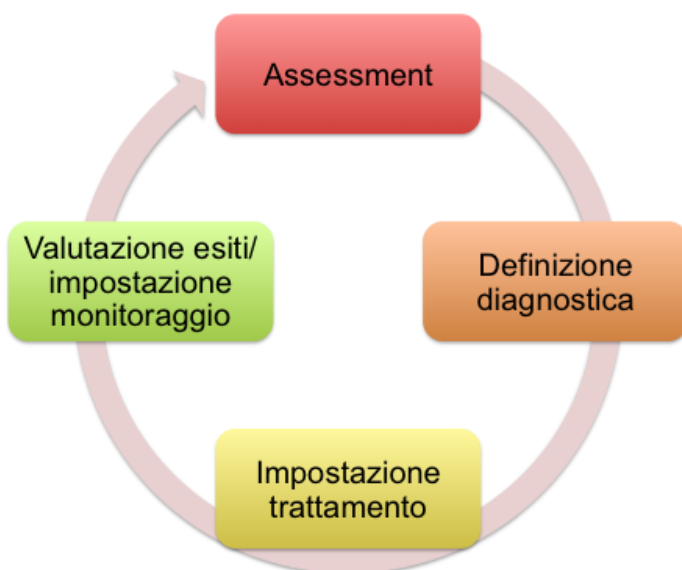 Assessment
Definizione
diagnostica
Impostazione
trattamento
Valutazione esiti/
impostazione
monitoraggio